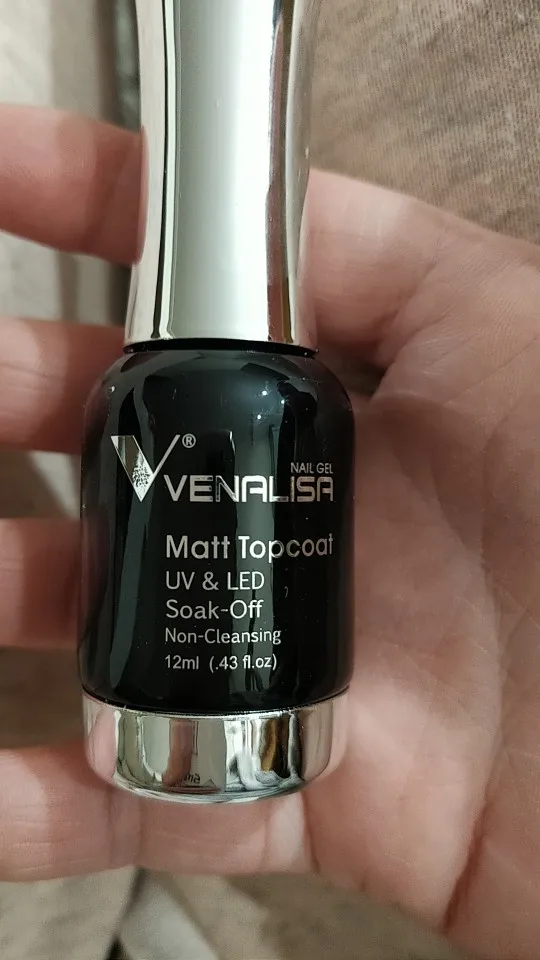 V®
NAIL GEL
VENALISA
Matt Topcoat
UV & LED
Soak-Off
Non-Cleansing
12ml (.43 fl.oz)